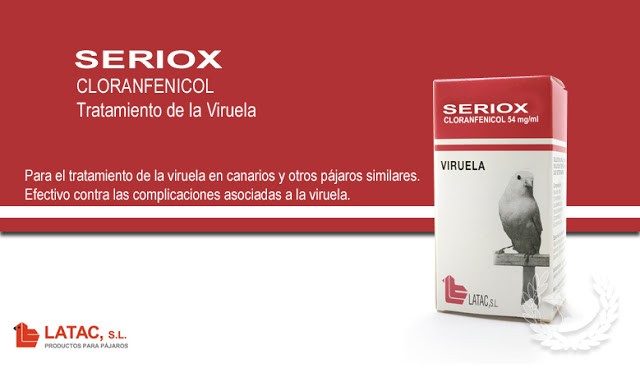 SERIOX
CLORANFENICOL
Tratamiento de la Viruela
Para el tratamiento de la viruela en canarios y otros pájaros similares.
Efectivo contra las complicaciones asociadas a la viruela.
SERIOX
CLORANFENICOL 54 mg/ml
VIRUELA
LATAC, S.L.
LATAC, S.L.
PRODUCTOS PARA PÁJAROS